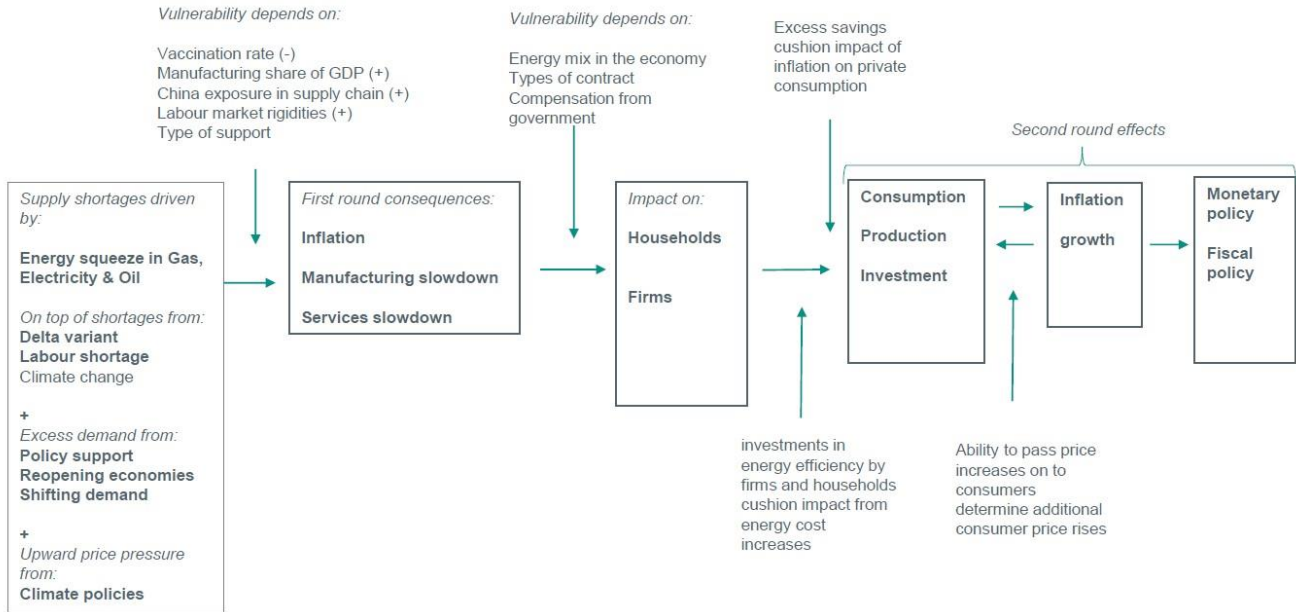 Vulnerability depends on:
Vaccination rate (-)
Manufacturing share of GDP (+)
China exposure in supply chain (+)
Labour market rigidities (+)
Type of support
Vulnerability depends on:
Energy mix in the economy
Types of contract
Compensation from
government
Excess savings
cushion impact of
inflation on private
consumption
Second round effects
Supply shortages driven
by:
Energy squeeze in Gas,
Electricity & Oil
On top of shortages from:
Delta variant
Labour shortage
Climate change
+
Excess demand from:
Policy support
Reopening economies
Shifting demand
+
Upward price pressure
from:
Climate policies
First round consequences:
Inflation
Manufacturing slowdown
Services slowdown
Impact on:
Households
Firms
Consumption
Production
Investment
Inflation
growth
Monetary
policy
Fiscal
policy
investments in
energy efficiency by
firms and households
cushion impact from
energy cost
increases
Ability to pass price
increases on to
consumers
determine additional
consumer price rises